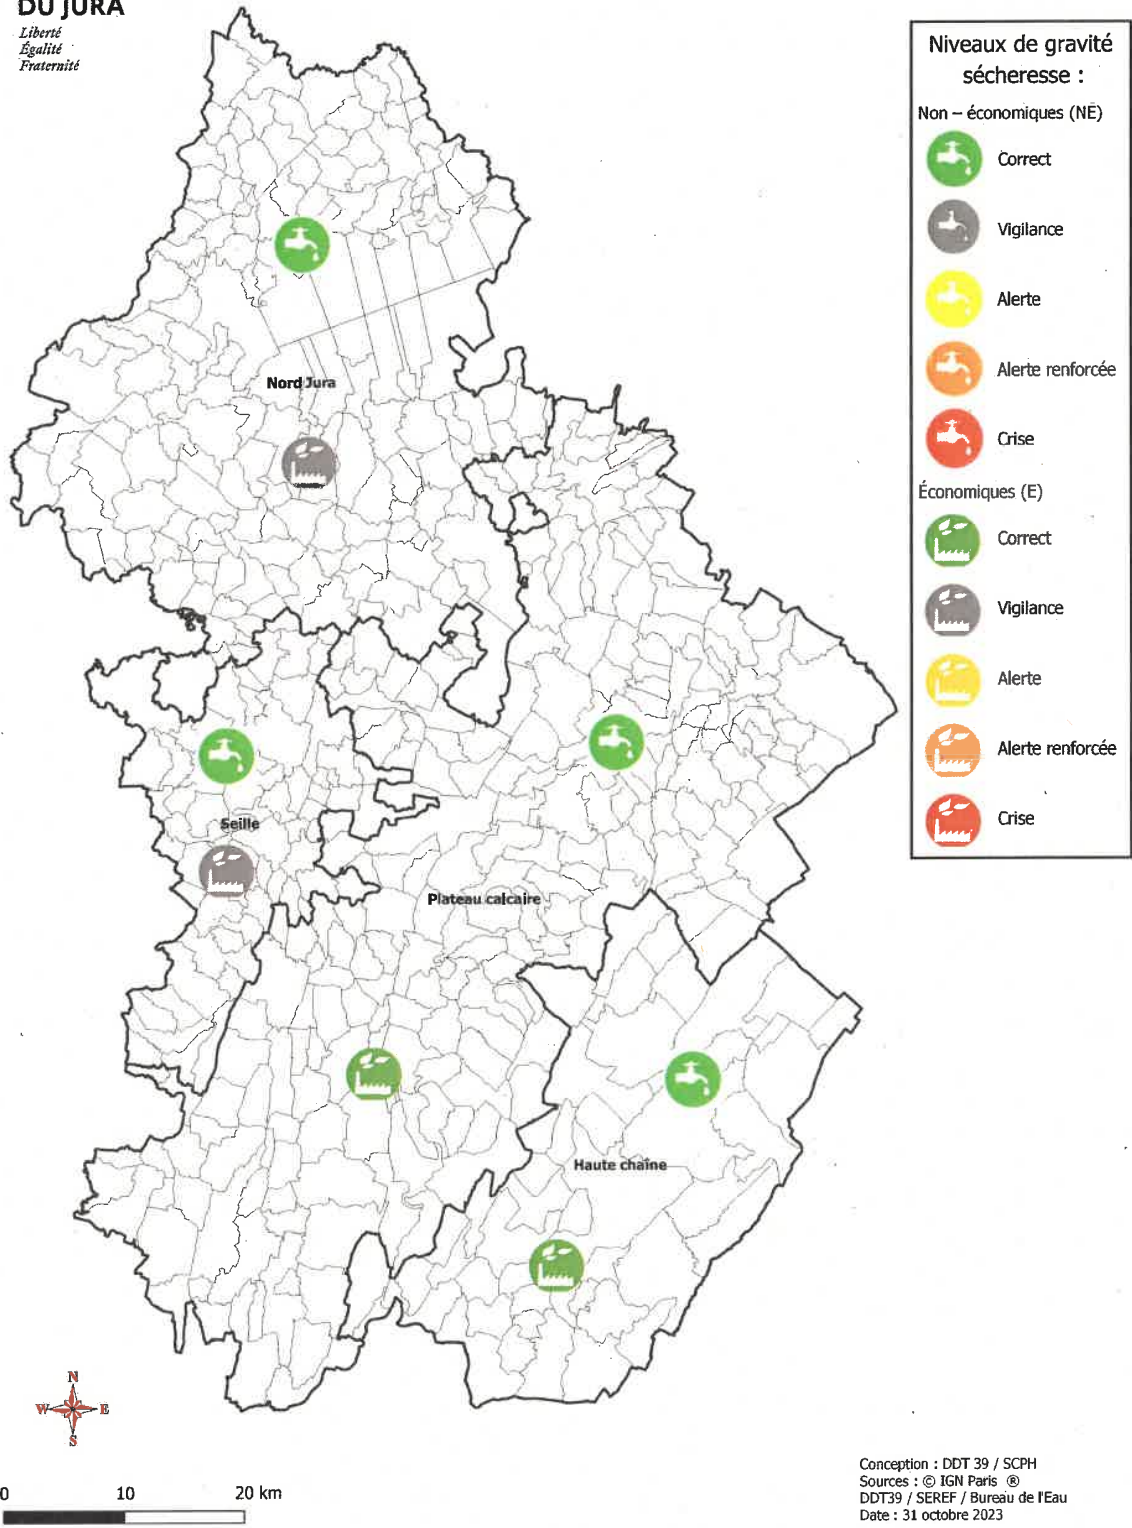 DU JURA
Liberté
Égalité
Fraternité
Niveaux de gravité
sécheresse :
Non – économiques (NE)
Correct
Vigilance
Alerte
Alerte renforcée
Crise
Économiques (E)
Correct
Vigilance
Alerte
Alerte renforcée
Crise
Nord Jura
Seille
Plateau calcaire
Haute chaîne
N
W E
S
0 10 20 km
Conception : DDT 39 / SCPH
Sources : © IGN Paris ®
DDT39 / SEREF / Bureau de l'Eau
Date : 31 octobre 2023